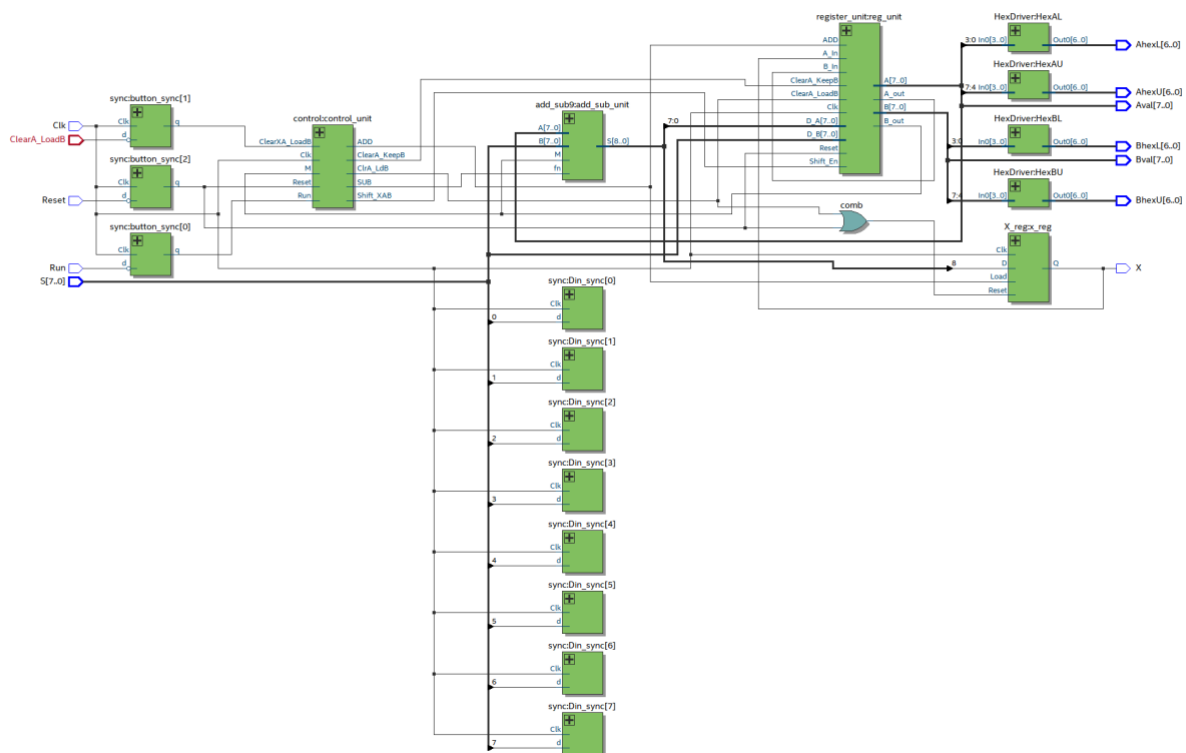 sync:button_sync[1]
Clk
d
q
sync:button_sync[2]
Clk
d
q
sync:button_sync[0]
Clk
d
q
Clk
ClearA_LoadB
Reset
Run
S[7..0]
control:control_unit
ClearXA_LoadB
Clk
M
Reset
Run
ADD
ClearA_KeepB
ClrA_LdB
SUB
Shift_XAB
add_sub9:add_sub_unit
A[7..0]
B[7..0]
M
fn
S[8..0]
7:0
register_unit:reg_unit
ADD
A_In
B_In
ClearA_KeepB
ClearA_LoadB
Clk
D_A[7..0]
D_B[7..0]
Reset
Shift_En
A[7..0]
A_out
B[7..0]
B_out
comb
HexDriver:HexAL
3:0 In0[3..0] Out0[6..0]
HexDriver:HexAU
7:4 In0[3..0] Out0[6..0]
HexDriver:HexBL
3:0 In0[3..0] Out0[6..0]
HexDriver:HexBU
7:4 In0[3..0] Out0[6..0]
X_reg:x_reg
Clk
8 D
Load
Reset
Q
AhexL[6..0]
AhexU[6..0]
Aval[7..0]
BhexL[6..0]
Bval[7..0]
BhexU[6..0]
X
sync:Din_sync[0]
Clk
0 d
sync:Din_sync[1]
Clk
1 d
sync:Din_sync[2]
Clk
2 d
sync:Din_sync[3]
Clk
3 d
sync:Din_sync[4]
Clk
4 d
sync:Din_sync[5]
Clk
5 d
sync:Din_sync[6]
Clk
6 d
sync:Din_sync[7]
Clk
7 d